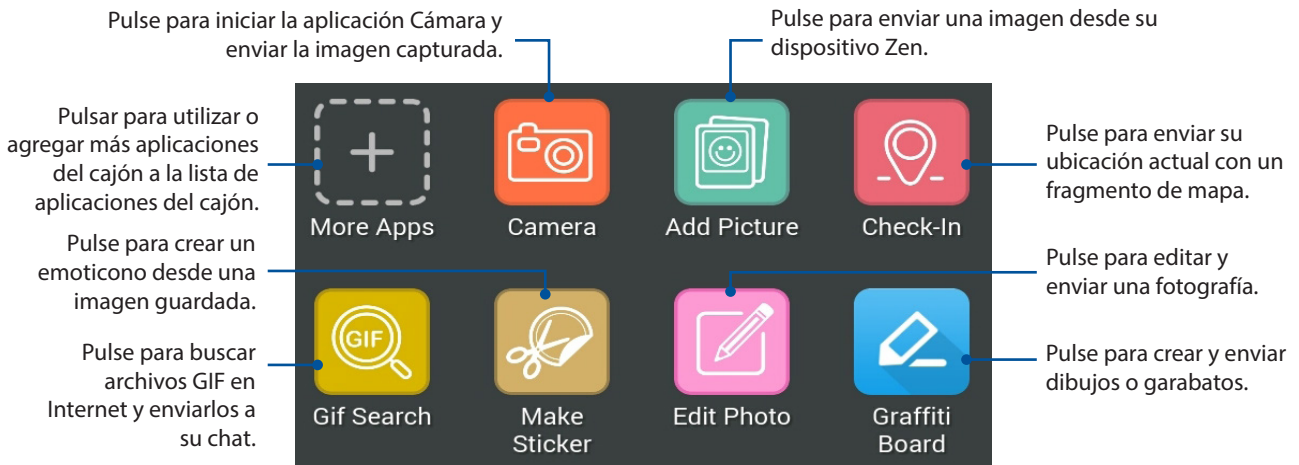 Pulse para iniciar la aplicación Cámara y
enviar la imagen capturada.
Pulse para enviar una imagen desde su
dispositivo Zen.
Pulsar para utilizar o
agregar más aplicaciones
del cajón a la lista de
aplicaciones del cajón.
Pulse para crear un
emoticono desde una
imagen guardada.
Pulse para buscar
archivos GIF en
Internet y enviarlos a
su chat.
More Apps
Camera
Add Picture
Check-In
GIF
Gif Search
Make
Sticker
Edit Photo
Graffiti
Board
Pulse para enviar su
ubicación actual con un
fragmento de mapa.
Pulse para editar y
enviar una fotografía.
Pulse para crear y enviar
dibujos o garabatos.